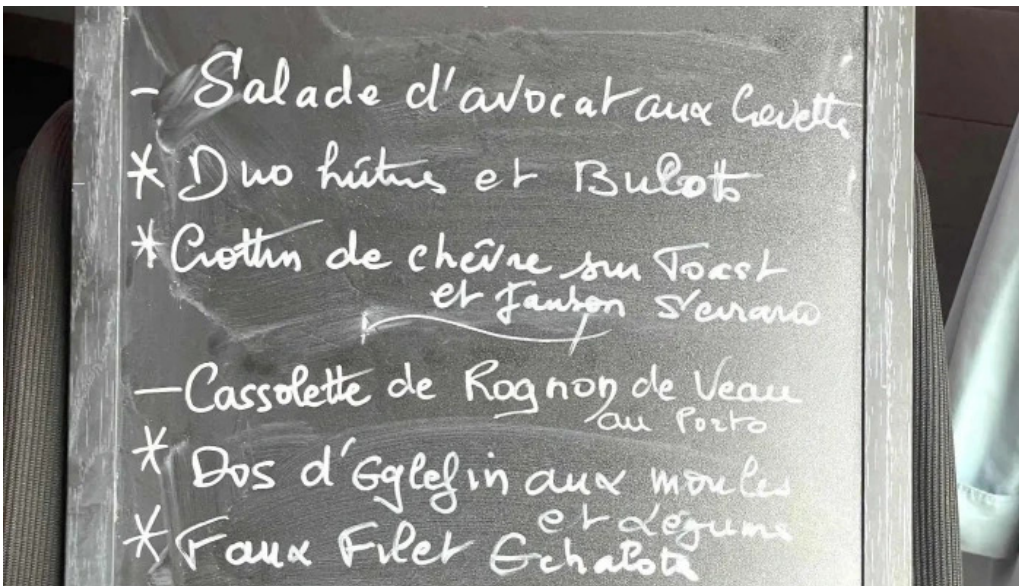 - Salade d'avocat aux Crevette
* Duo huîtres et Bulots
* Crottin de chèvre sur Toast
et Jambon Serrano
- Cassolette de Rognon de Veau
au Porto
* Dos d'Eglefin aux moules
et Légumes
* Faux Filet Echalote